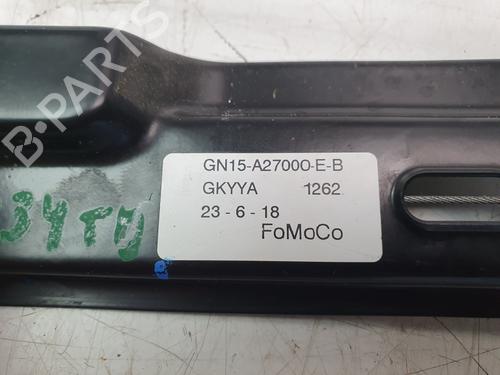 B-PARTS
GN15-A27000-E-B
GKYYA 1262
23 - 6 - 18
FoMoCo